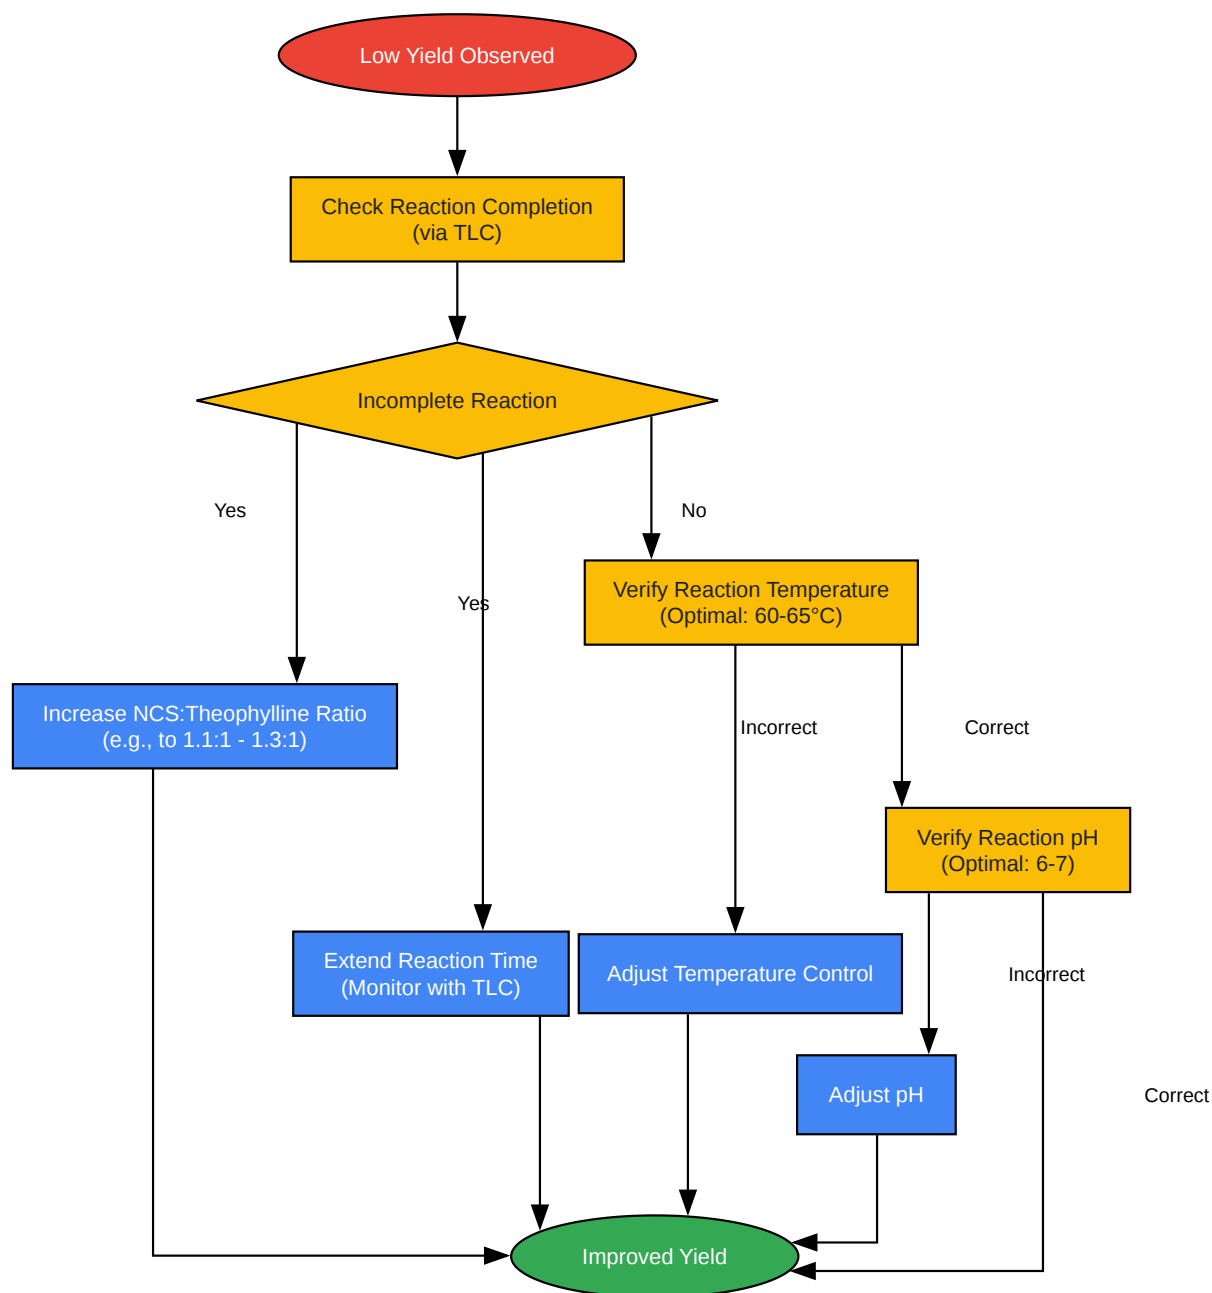 Low Yield Observed
Check Reaction Completion
(via TLC)
Incomplete Reaction
Yes
No
Verify Reaction Temperature
(Optimal: 60-65°C)
Yes
Increase NCS:Theophylline Ratio
(e.g., to 1.1:1 - 1.3:1)
Incorrect
Correct
Verify Reaction pH
(Optimal: 6-7)
Extend Reaction Time
(Monitor with TLC)
Adjust Temperature Control
Incorrect
Adjust pH
Correct
Improved Yield